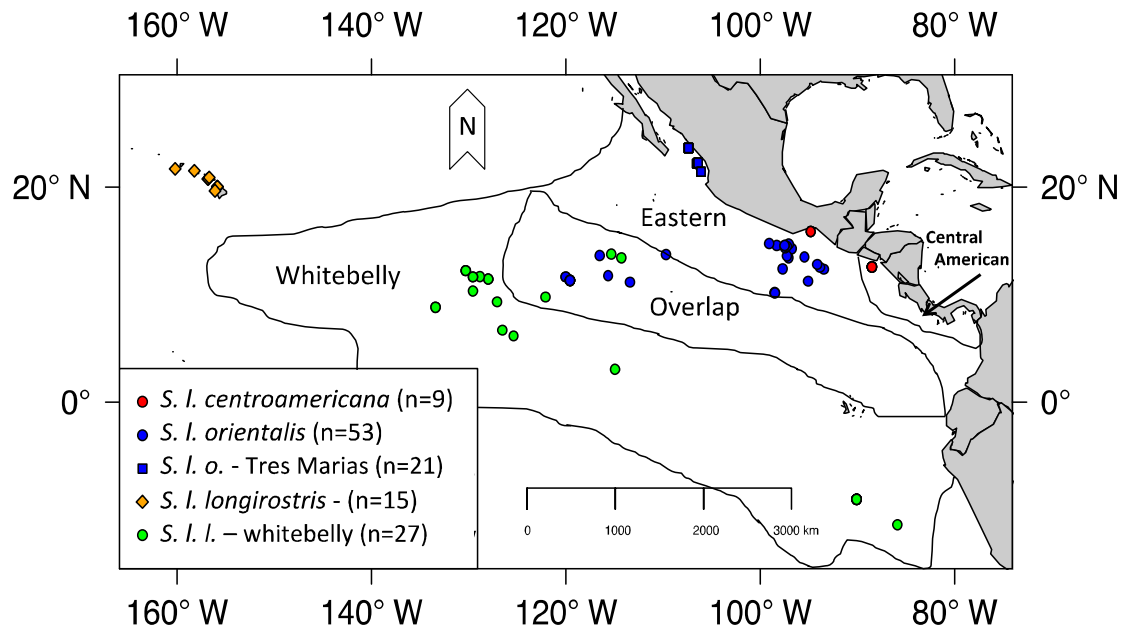 160° W 140° W 120° W 100° W 80° W
N
20° N 20° N
Eastern
Central
American
Whitebelly
Overlap
0° 0°
S. l. centroamericana (n=9)
S. l. orientalis (n=53)
S. l. o. - Tres Marias (n=21)
S. l. longirostris - (n=15)
S. l. l. – whitebelly (n=27)
0 1000 2000 3000 km
160° W 140° W 120° W 100° W 80° W